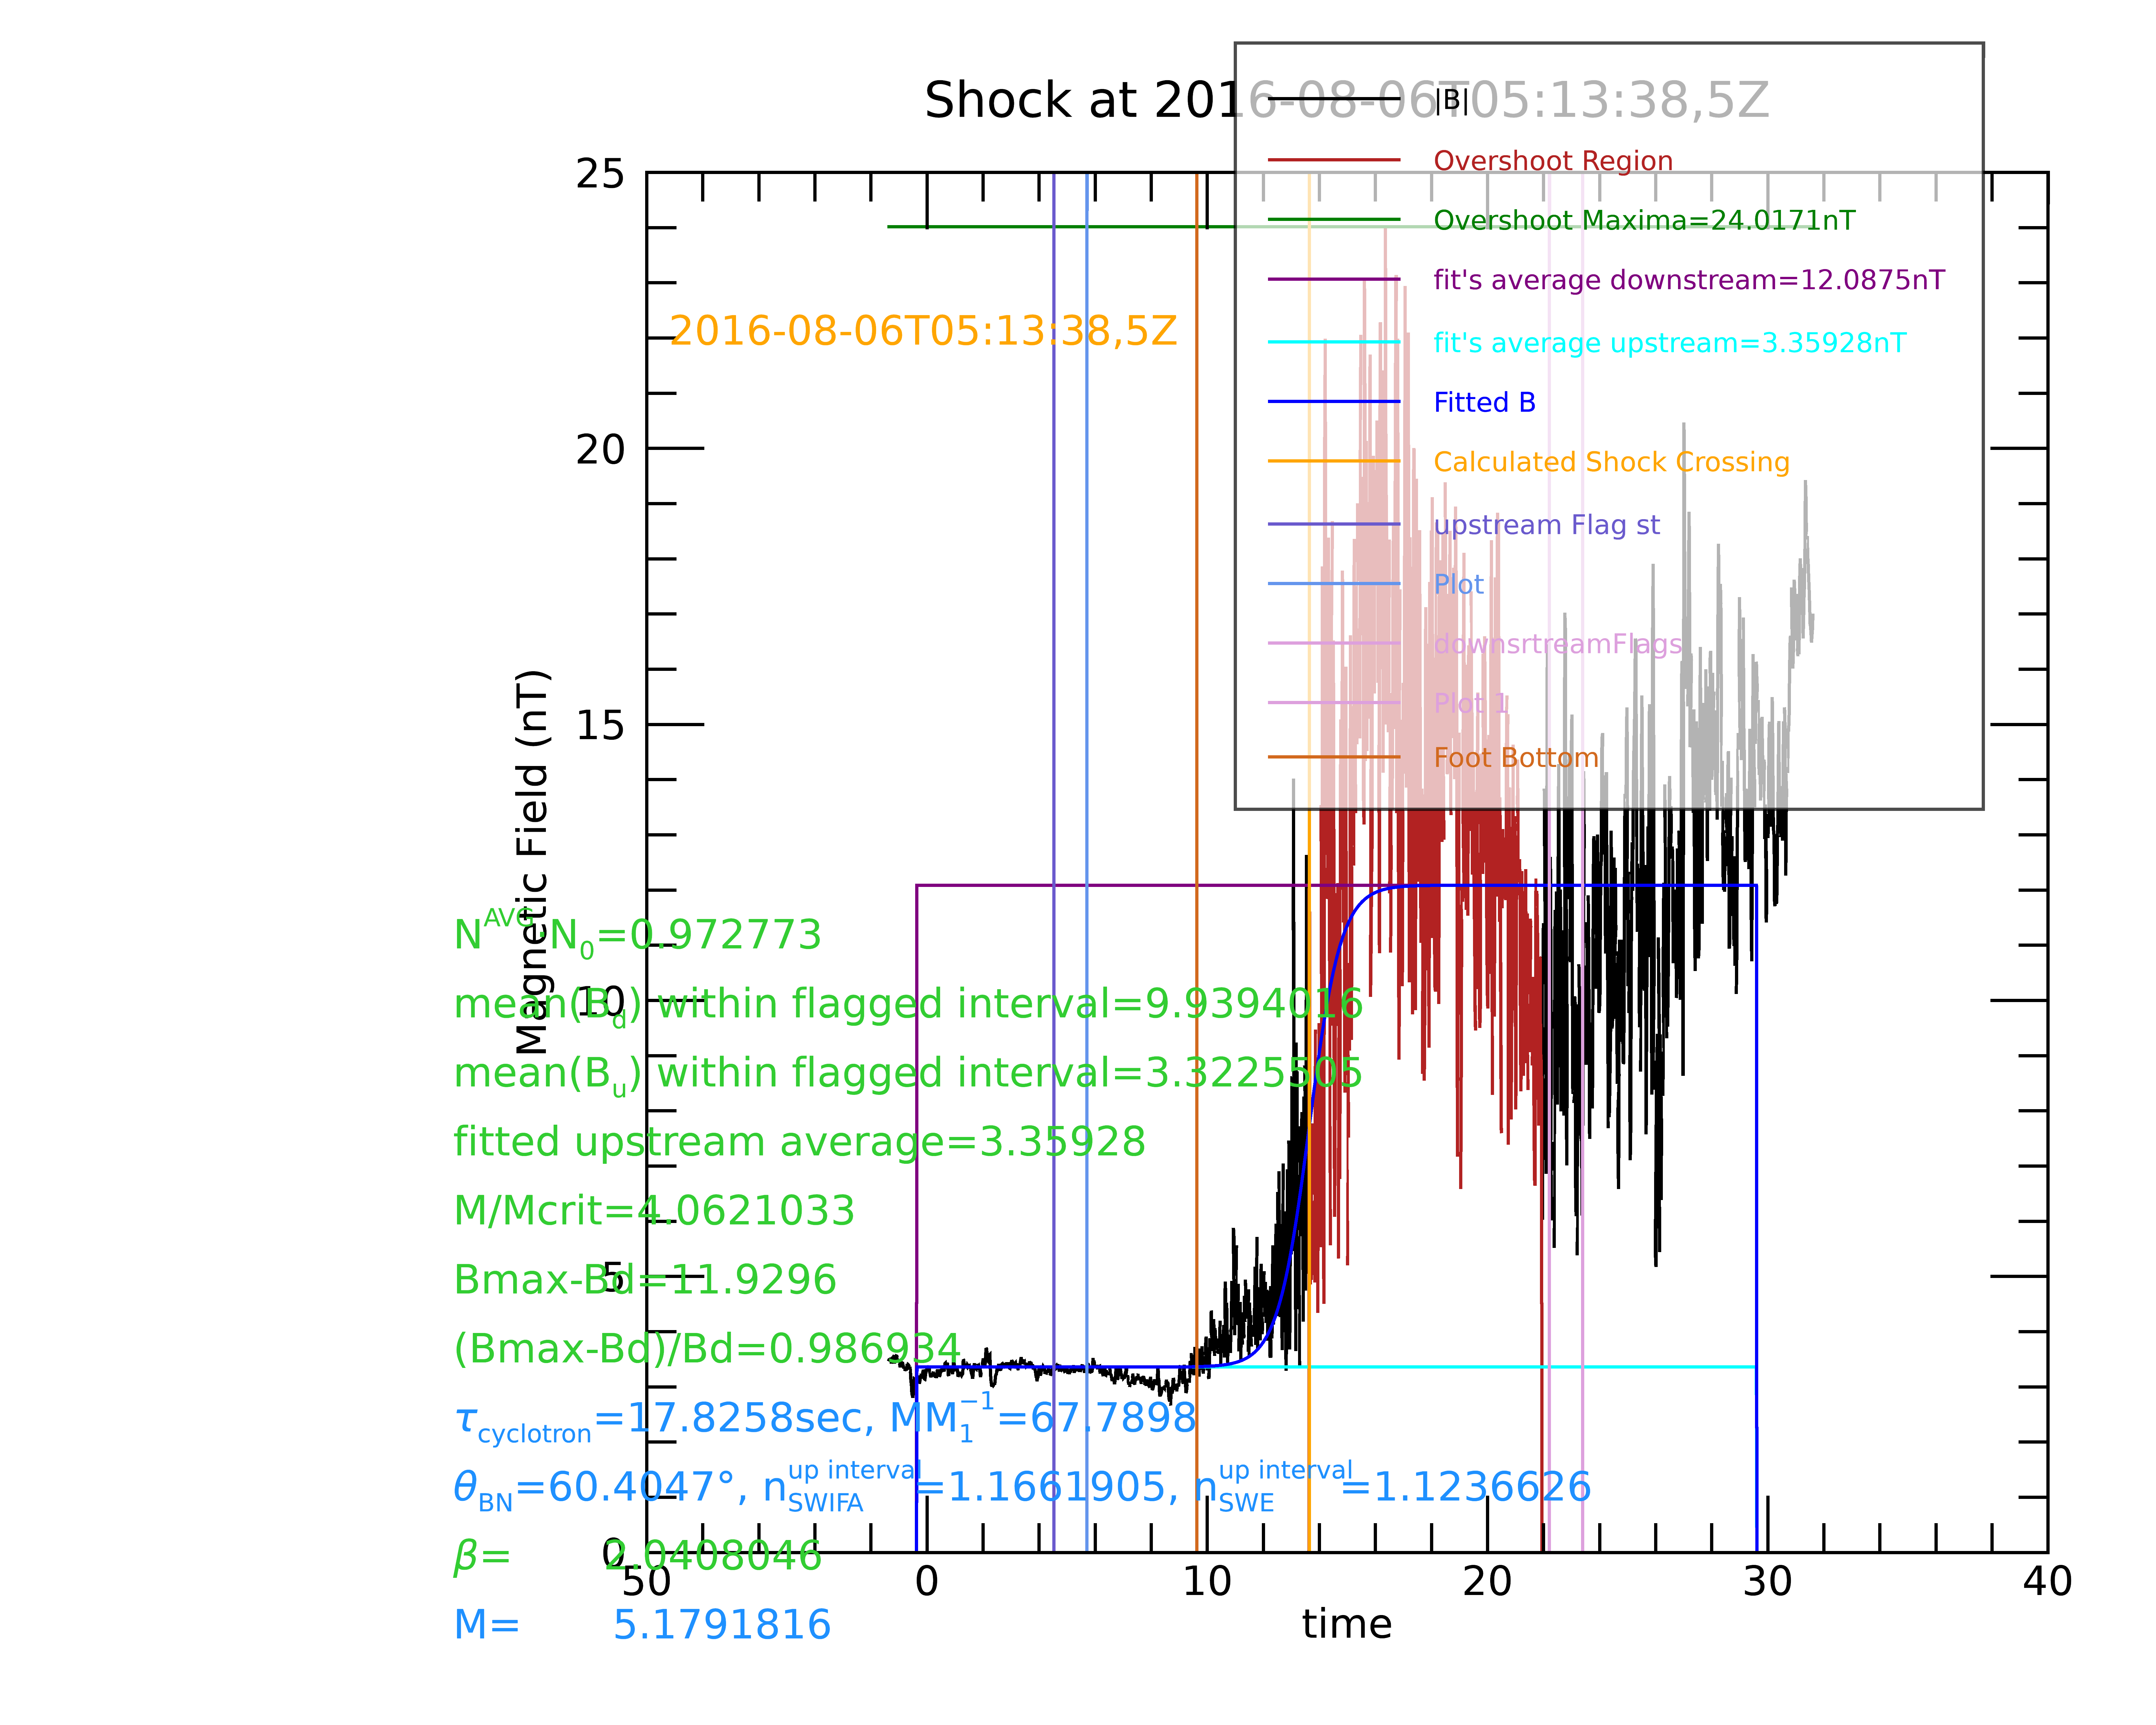 Shock at 2016-08-06T05:13:38,5Z
|B|
Overshoot Region
Overshoot Maxima=24.0171nT
fit's average downstream=12.0875nT
fit's average upstream=3.35928nT
Fitted B
Calculated Shock Crossing
upstream Flag st
Plot
downsrtreamFlags
Plot 1
Foot Bottom
2016-08-06T05:13:38,5Z
25
20
15
10
5
0
Magnetic Field (nT)
N^AVG·N_0=0.972773
mean(B_d) within flagged interval=9.9394016
mean(B_u) within flagged interval=3.3225505
fitted upstream average=3.35928
M/Mcrit=4.0621033
Bmax-Bd=11.9296
(Bmax-Bd)/Bd=0.986934
τ_cyclotron=17.8258sec, MM_1^−1=67.7898
θ_BN=60.4047°, n_SWIFA^up interval=1.1661905, n_SWE^up interval=1.1236626
β= 2.0408046
M= 5.1791816
50 0 10 20 30 40
time